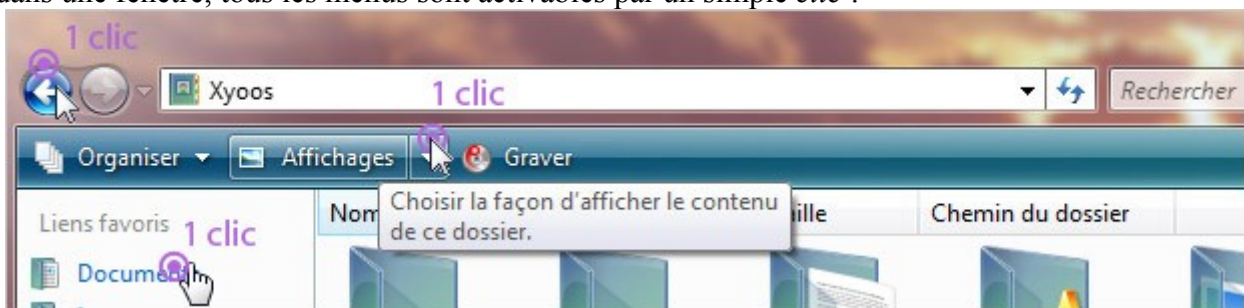 dans une fenêtre, tous les menus sont activables par un simple clic :
1 clic
Xyoos
1 clic
Rechercher
Organiser
Affichages
Graver
Choisir la façon d'afficher le contenu
de ce dossier.
Liens favoris
Nom
Chemin du dossier
1 clic